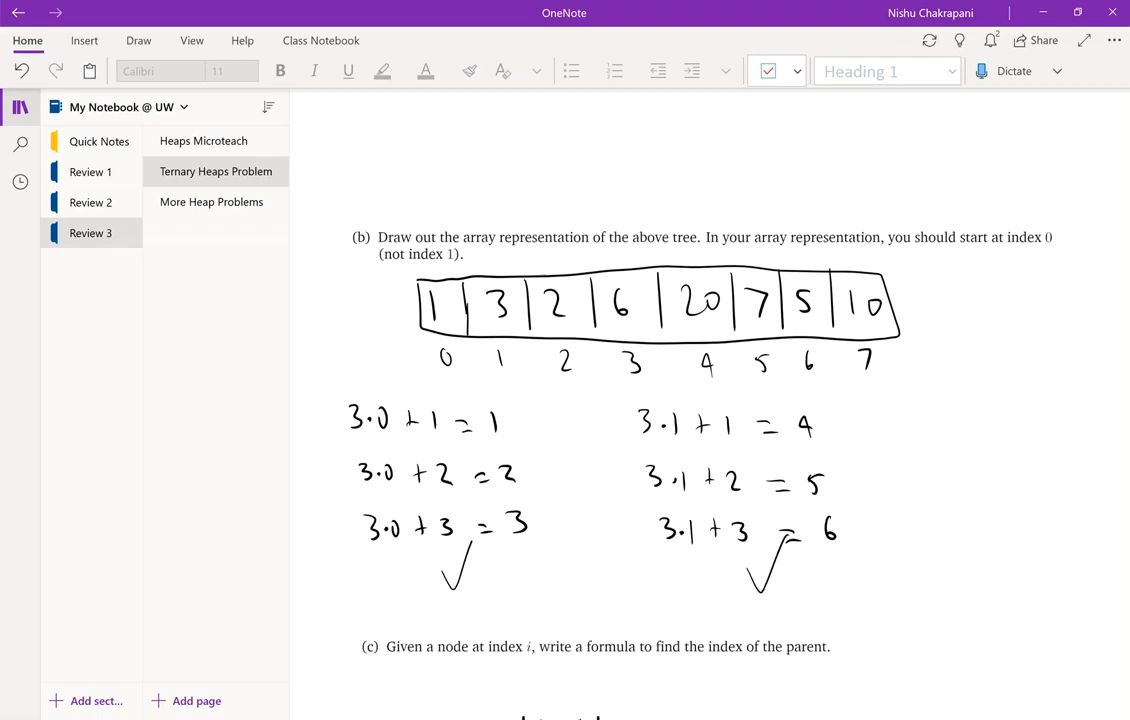 OneNote
Nishu Chakrapani
Home Insert Draw View Help Class Notebook
2 Share
Calibri 11 B I U A Heading 1 Dictate
My Notebook @ UW
Quick Notes
Review 1
Review 2
Review 3
Heaps Microteach
Ternary Heaps Problem
More Heap Problems
(b) Draw out the array representation of the above tree. In your array representation, you should start at index 0
(not index 1).
1 3 2 6 20 7 5 10
0 1 2 3 4 5 6 7
3·0 + 1 = 1 3·1 + 1 = 4
3·0 + 2 = 2 3·1 + 2 = 5
3·0 + 3 = 3 3·1 + 3 = 6
(c) Given a node at index i, write a formula to find the index of the parent.
Add sect... Add page